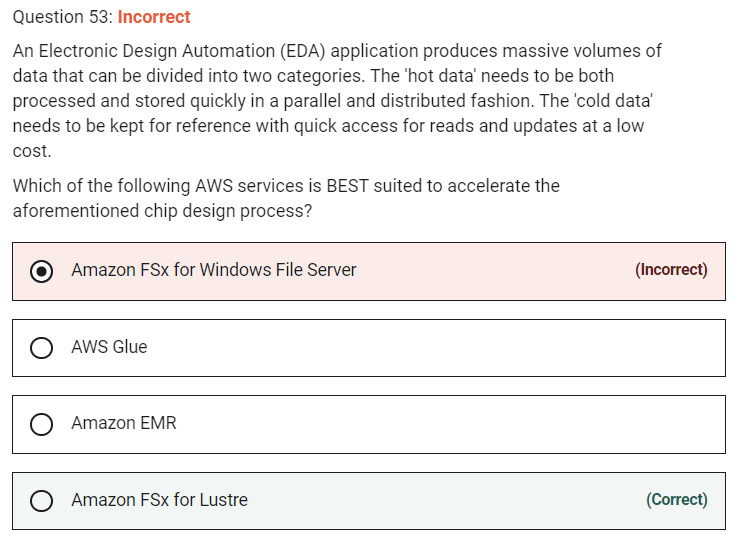 Question 53: Incorrect
An Electronic Design Automation (EDA) application produces massive volumes of
data that can be divided into two categories. The 'hot data' needs to be both
processed and stored quickly in a parallel and distributed fashion. The 'cold data'
needs to be kept for reference with quick access for reads and updates at a low
cost.
Which of the following AWS services is BEST suited to accelerate the
aforementioned chip design process?
Amazon FSx for Windows File Server (Incorrect)
AWS Glue
Amazon EMR
Amazon FSx for Lustre (Correct)